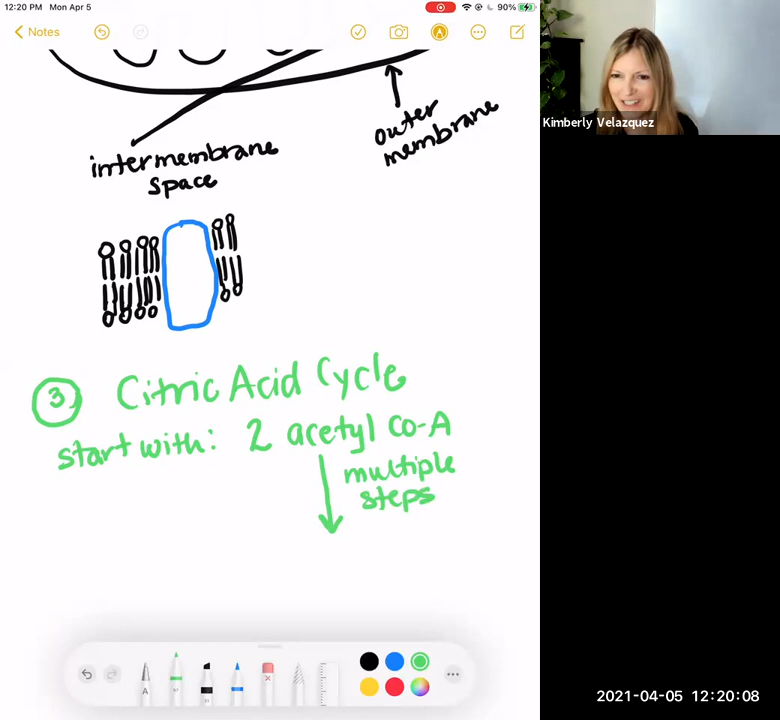 12:20 PM Mon Apr 5
90%
Notes
outer
membrane
intermembrane
space
3 Citric Acid Cycle
start with: 2 acetyl co-A
multiple
steps
A
Kimberly Velazquez
2021-04-05 12:20:08